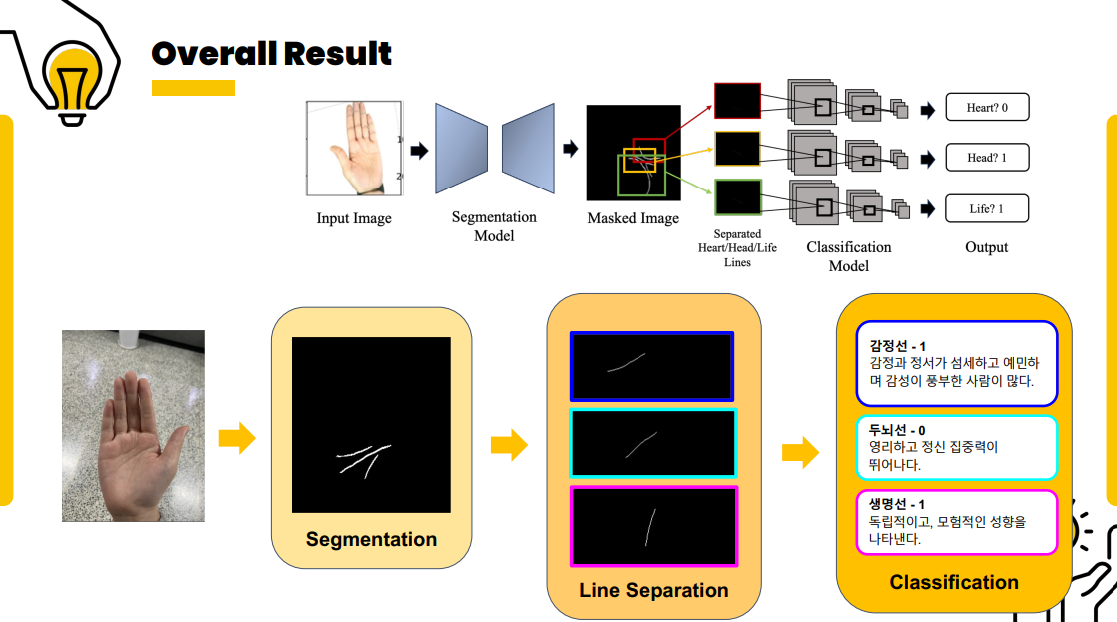 Overall Result
Input Image
Segmentation
Model
Masked Image
Separated
Heart/Head/Life
Lines
Classification
Model
Heart? 0
Head? 1
Life? 1
Output
Segmentation
Line Separation
감정선 - 1
감정과 정서가 섬세하고 예민하
며 감성이 풍부한 사람이 많다.
두뇌선 - 0
영리하고 정신 집중력이
뛰어나다.
생명선 - 1
독립적이고, 모험적인 성향을
나타낸다.
Classification